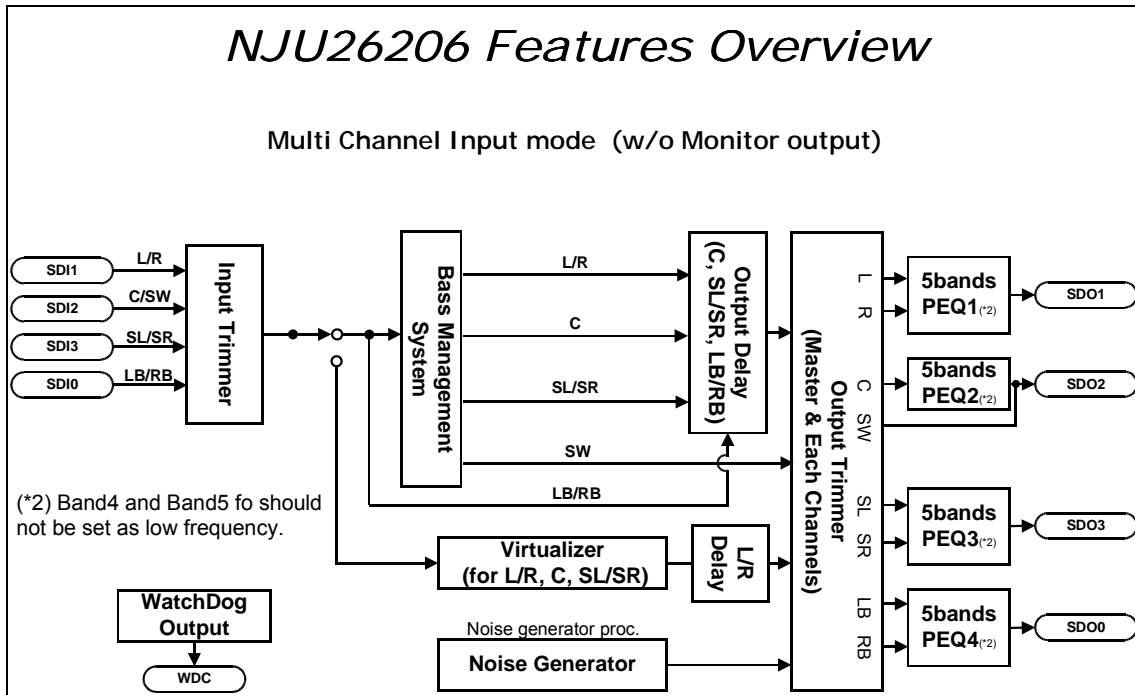 NJU26206 Features Overview
Multi Channel Input mode (w/o Monitor output)
SDI1
L/R
SDI2
C/SW
SDI3
SL/SR
SDI0
LB/RB
Input Trimmer
Bass Management
System
L/R
C
SL/SR
SW
LB/RB
Output Delay
(C, SL/SR, LB/RB)
Output Trimmer
(Master & Each Channels)
L
R
C
SW
SL
SR
LB
RB
5bands
PEQ1(*2)
SDO1
5bands
PEQ2(*2)
SDO2
5bands
PEQ3(*2)
SDO3
5bands
PEQ4(*2)
SDO0
(*2) Band4 and Band5 fo should
not be set as low frequency.
Virtualizer
(for L/R, C, SL/SR)
L/R
Delay
WatchDog
Output
WDC
Noise generator proc.
Noise Generator